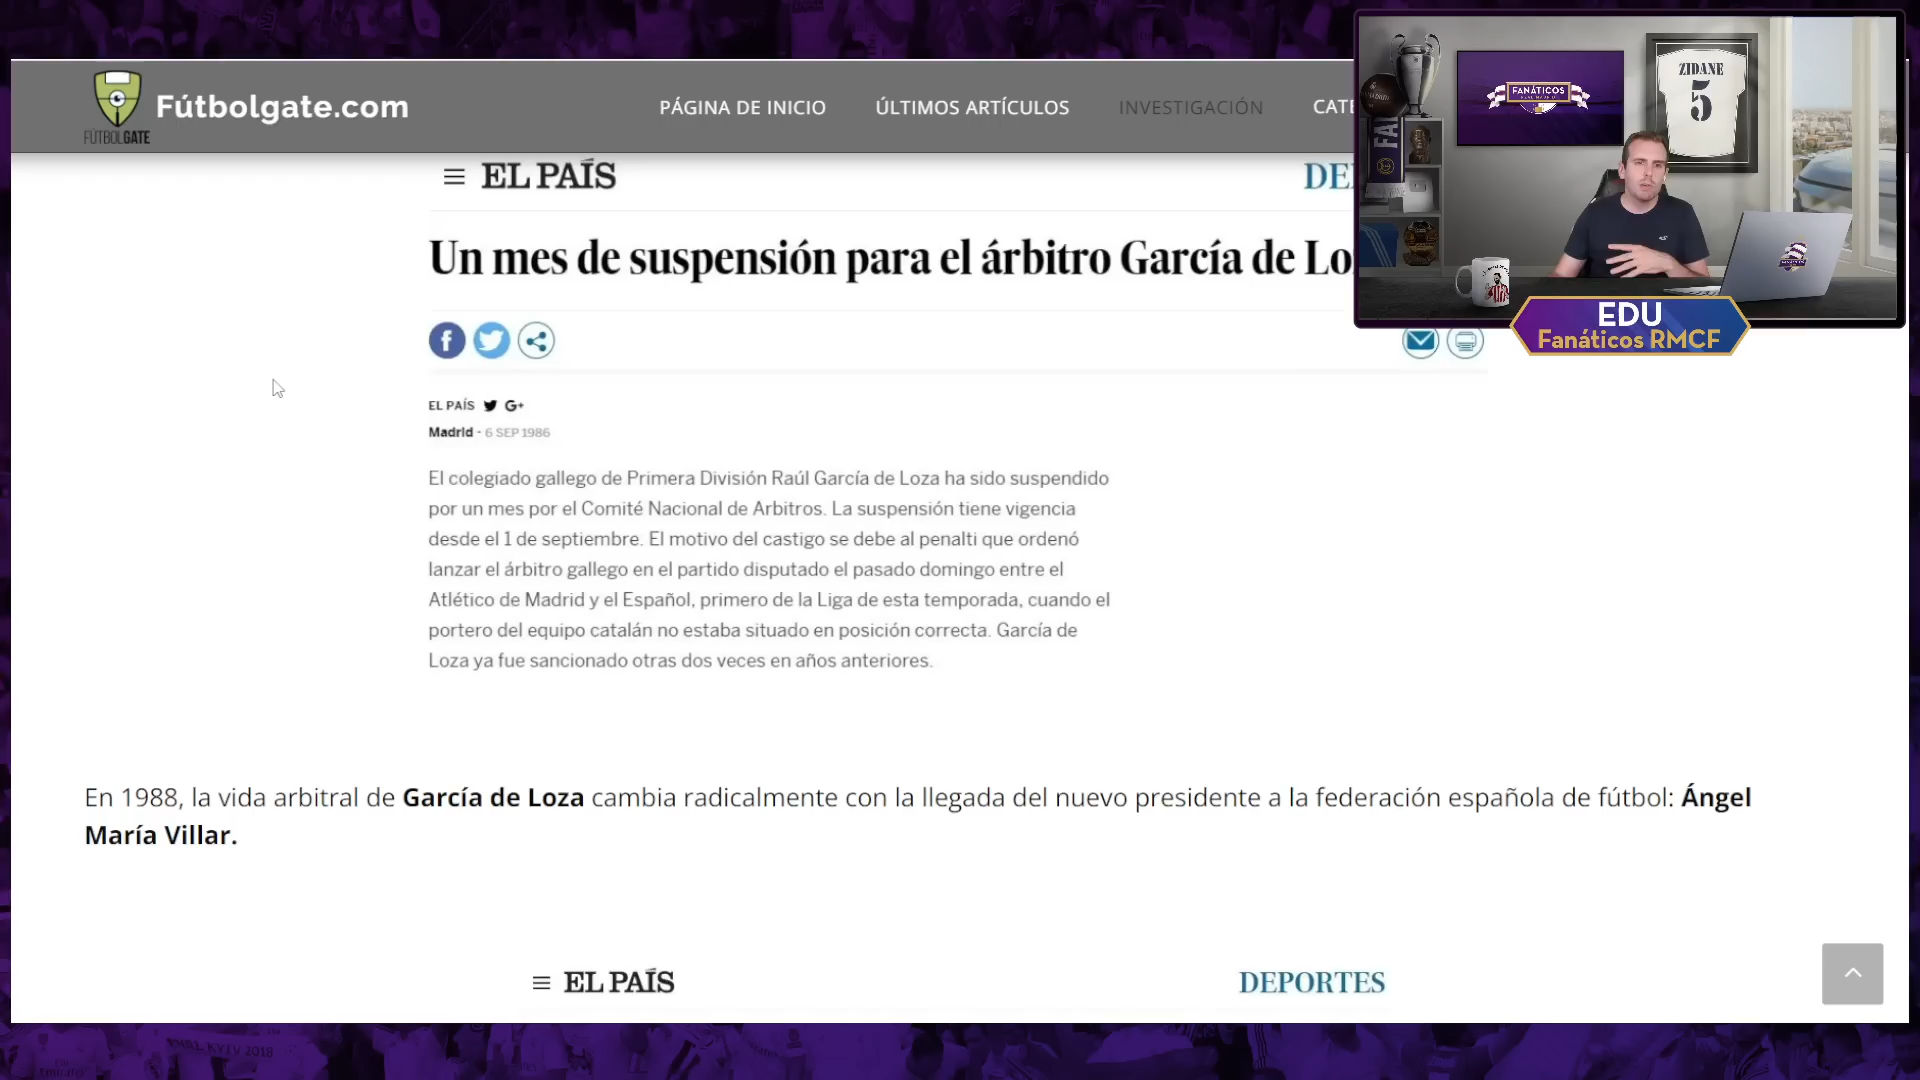 Fútbolgate.com
FÚTBOLGATE
PÁGINA DE INICIO
ÚLTIMOS ARTÍCULOS
INVESTIGACIÓN
CATE
FANÁTICOS
ZIDANE
5
EDU
Fanáticos RMCF
EL PAÍS
DE
Un mes de suspensión para el árbitro García de Lo
EL PAÍS G+
Madrid - 6 SEP 1986
El colegiado gallego de Primera División Raúl García de Loza ha sido suspendido
por un mes por el Comité Nacional de Arbitros. La suspensión tiene vigencia
desde el 1 de septiembre. El motivo del castigo se debe al penalti que ordenó
lanzar el árbitro gallego en el partido disputado el pasado domingo entre el
Atlético de Madrid y el Español, primero de la Liga de esta temporada, cuando el
portero del equipo catalán no estaba situado en posición correcta. García de
Loza ya fue sancionado otras dos veces en años anteriores.
En 1988, la vida arbitral de García de Loza cambia radicalmente con la llegada del nuevo presidente a la federación española de fútbol: Ángel
María Villar.
EL PAÍS
DEPORTES
KYIV 2018